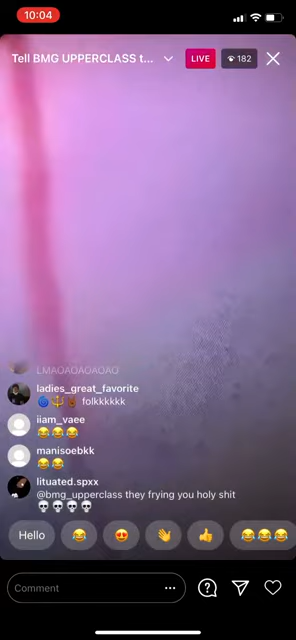 10:04
Tell BMG UPPERCLASS t...
LIVE
182
LMAOAOAOAOAO
ladies_great_favorite
🌀🔱🐻 folkkkkkk
iiam_vaee
😂😂😂
manisoebkk
😂😂
lituated.spxx
@bmg_upperclass they frying you holy shit
💀💀💀💀
Hello
😂 😍 👋 👍 😂😂😂
Comment